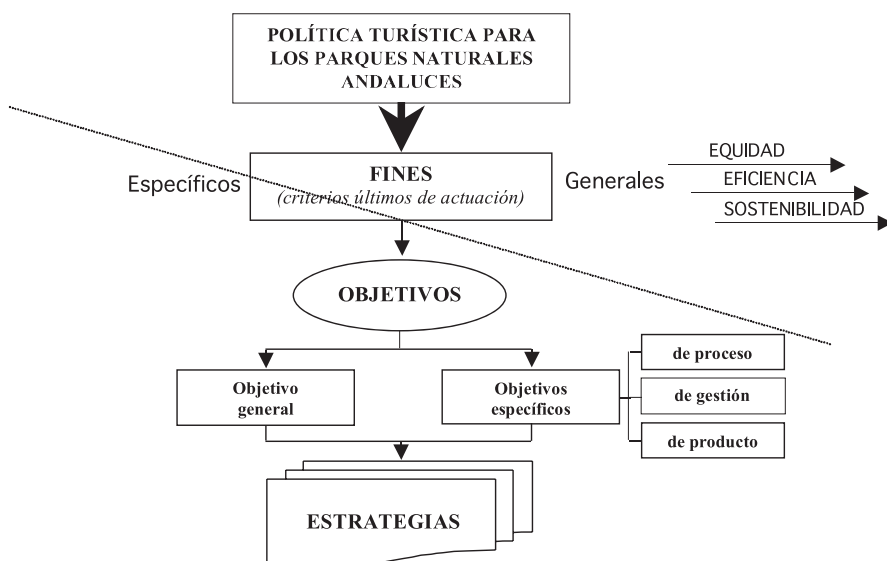 POLÍTICA TURÍSTICA PARA
LOS PARQUES NATURALES
ANDALUCES
Específicos
FINES
(criterios últimos de actuación)
Generales
EQUIDAD
EFICIENCIA
SOSTENIBILIDAD
OBJETIVOS
Objetivo
general
Objetivos
específicos
de proceso
de gestión
de producto
ESTRATEGIAS